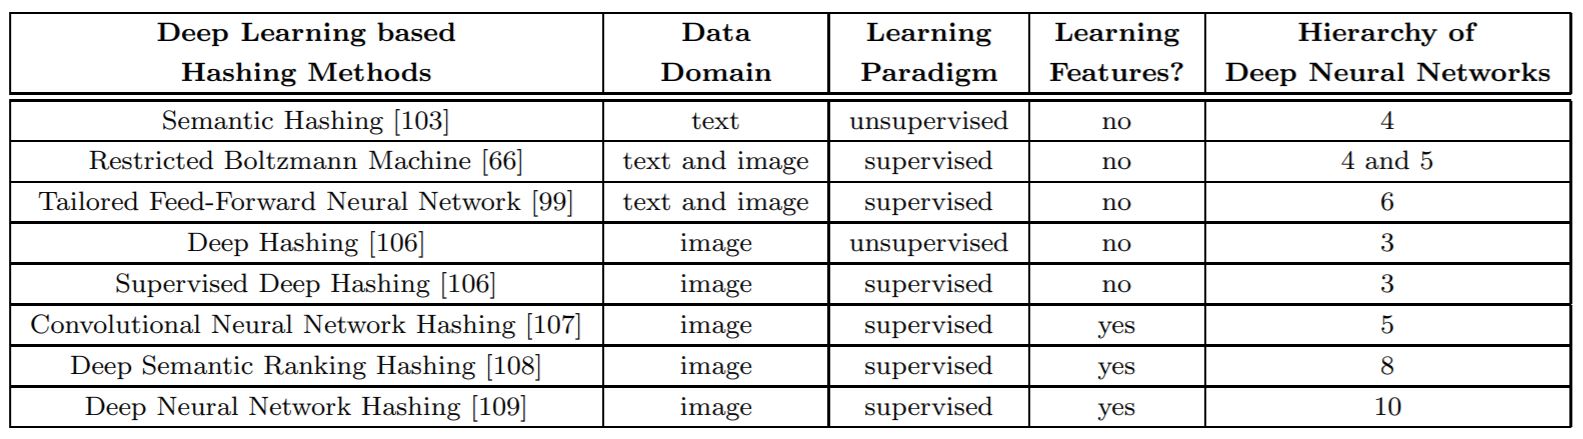 Deep Learning based Hashing Methods | Data Domain | Learning Paradigm | Learning Features? | Hierarchy of Deep Neural Networks
Semantic Hashing [103] | text | unsupervised | no | 4
Restricted Boltzmann Machine [66] | text and image | supervised | no | 4 and 5
Tailored Feed-Forward Neural Network [99] | text and image | supervised | no | 6
Deep Hashing [106] | image | unsupervised | no | 3
Supervised Deep Hashing [106] | image | supervised | no | 3
Convolutional Neural Network Hashing [107] | image | supervised | yes | 5
Deep Semantic Ranking Hashing [108] | image | supervised | yes | 8
Deep Neural Network Hashing [109] | image | supervised | yes | 10